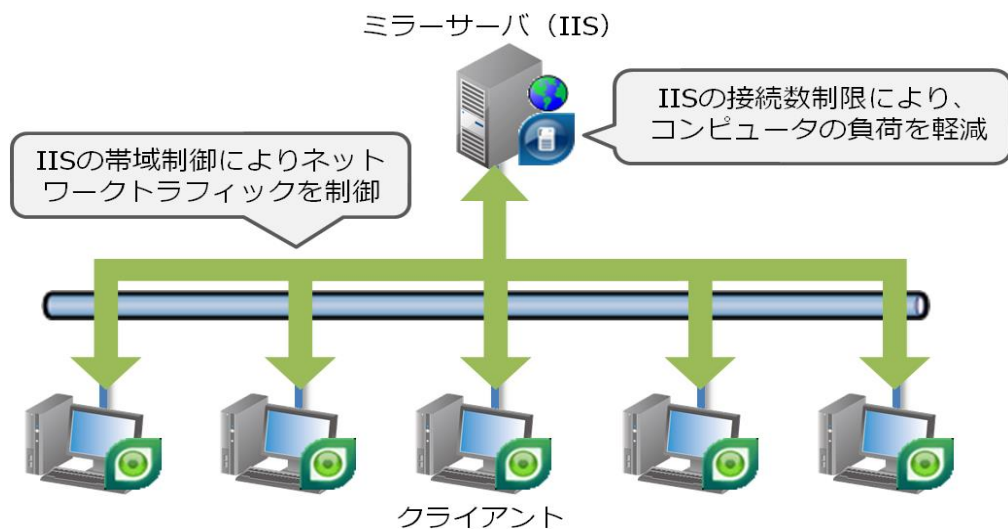 ミラーサーバ（IIS）
IISの接続数制限により、
コンピュータの負荷を軽減
IISの帯域制御によりネット
ワークトラフィックを制御
クライアント